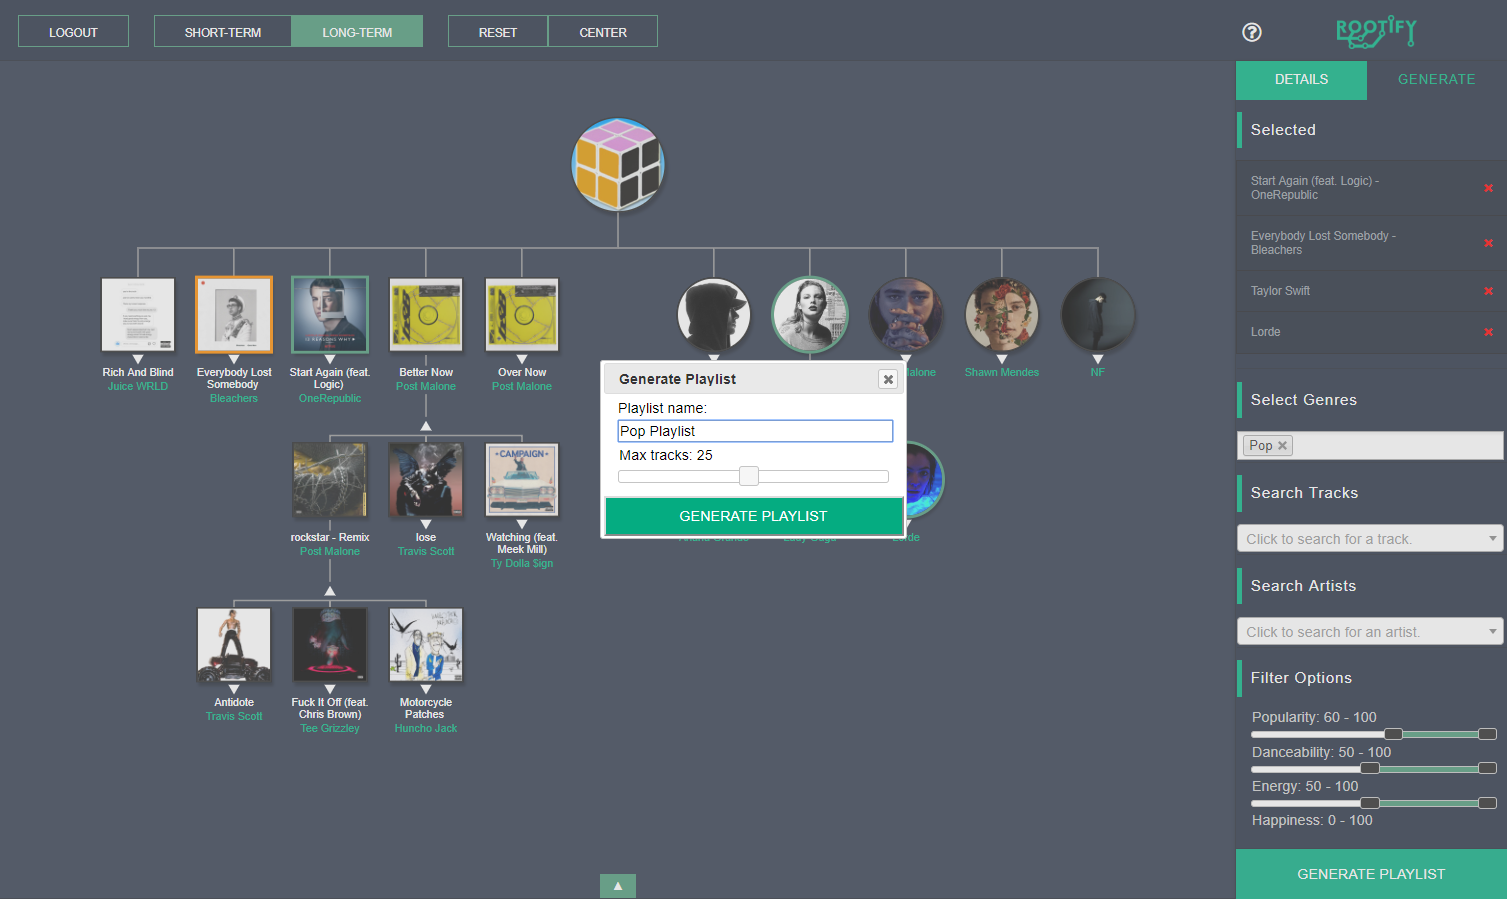 LOGOUT
SHORT-TERM
LONG-TERM
RESET
CENTER
ROOTIFY
DETAILS
GENERATE
Selected
Start Again (feat. Logic) -
OneRepublic
Everybody Lost Somebody -
Bleachers
Taylor Swift
Lorde
Select Genres
Pop
Search Tracks
Click to search for a track.
Search Artists
Click to search for an artist.
Filter Options
Popularity: 60 - 100
Danceability: 50 - 100
Energy: 50 - 100
Happiness: 0 - 100
GENERATE PLAYLIST
Rich And Blind
Juice WRLD
Everybody Lost
Somebody
Bleachers
Start Again (feat.
Logic)
OneRepublic
Better Now
Post Malone
Over Now
Post Malone
Malone
Shawn Mendes
NF
Generate Playlist
Playlist name:
Pop Playlist
Max tracks: 25
GENERATE PLAYLIST
Ariana Grande
Lady Gaga
Lorde
CAMPAIGN
rockstar - Remix
Post Malone
lose
Travis Scott
Watching (feat.
Meek Mill)
Ty Dolla $ign
Antidote
Travis Scott
Fuck It Off (feat.
Chris Brown)
Tee Grizzley
Motorcycle
Patches
Huncho Jack